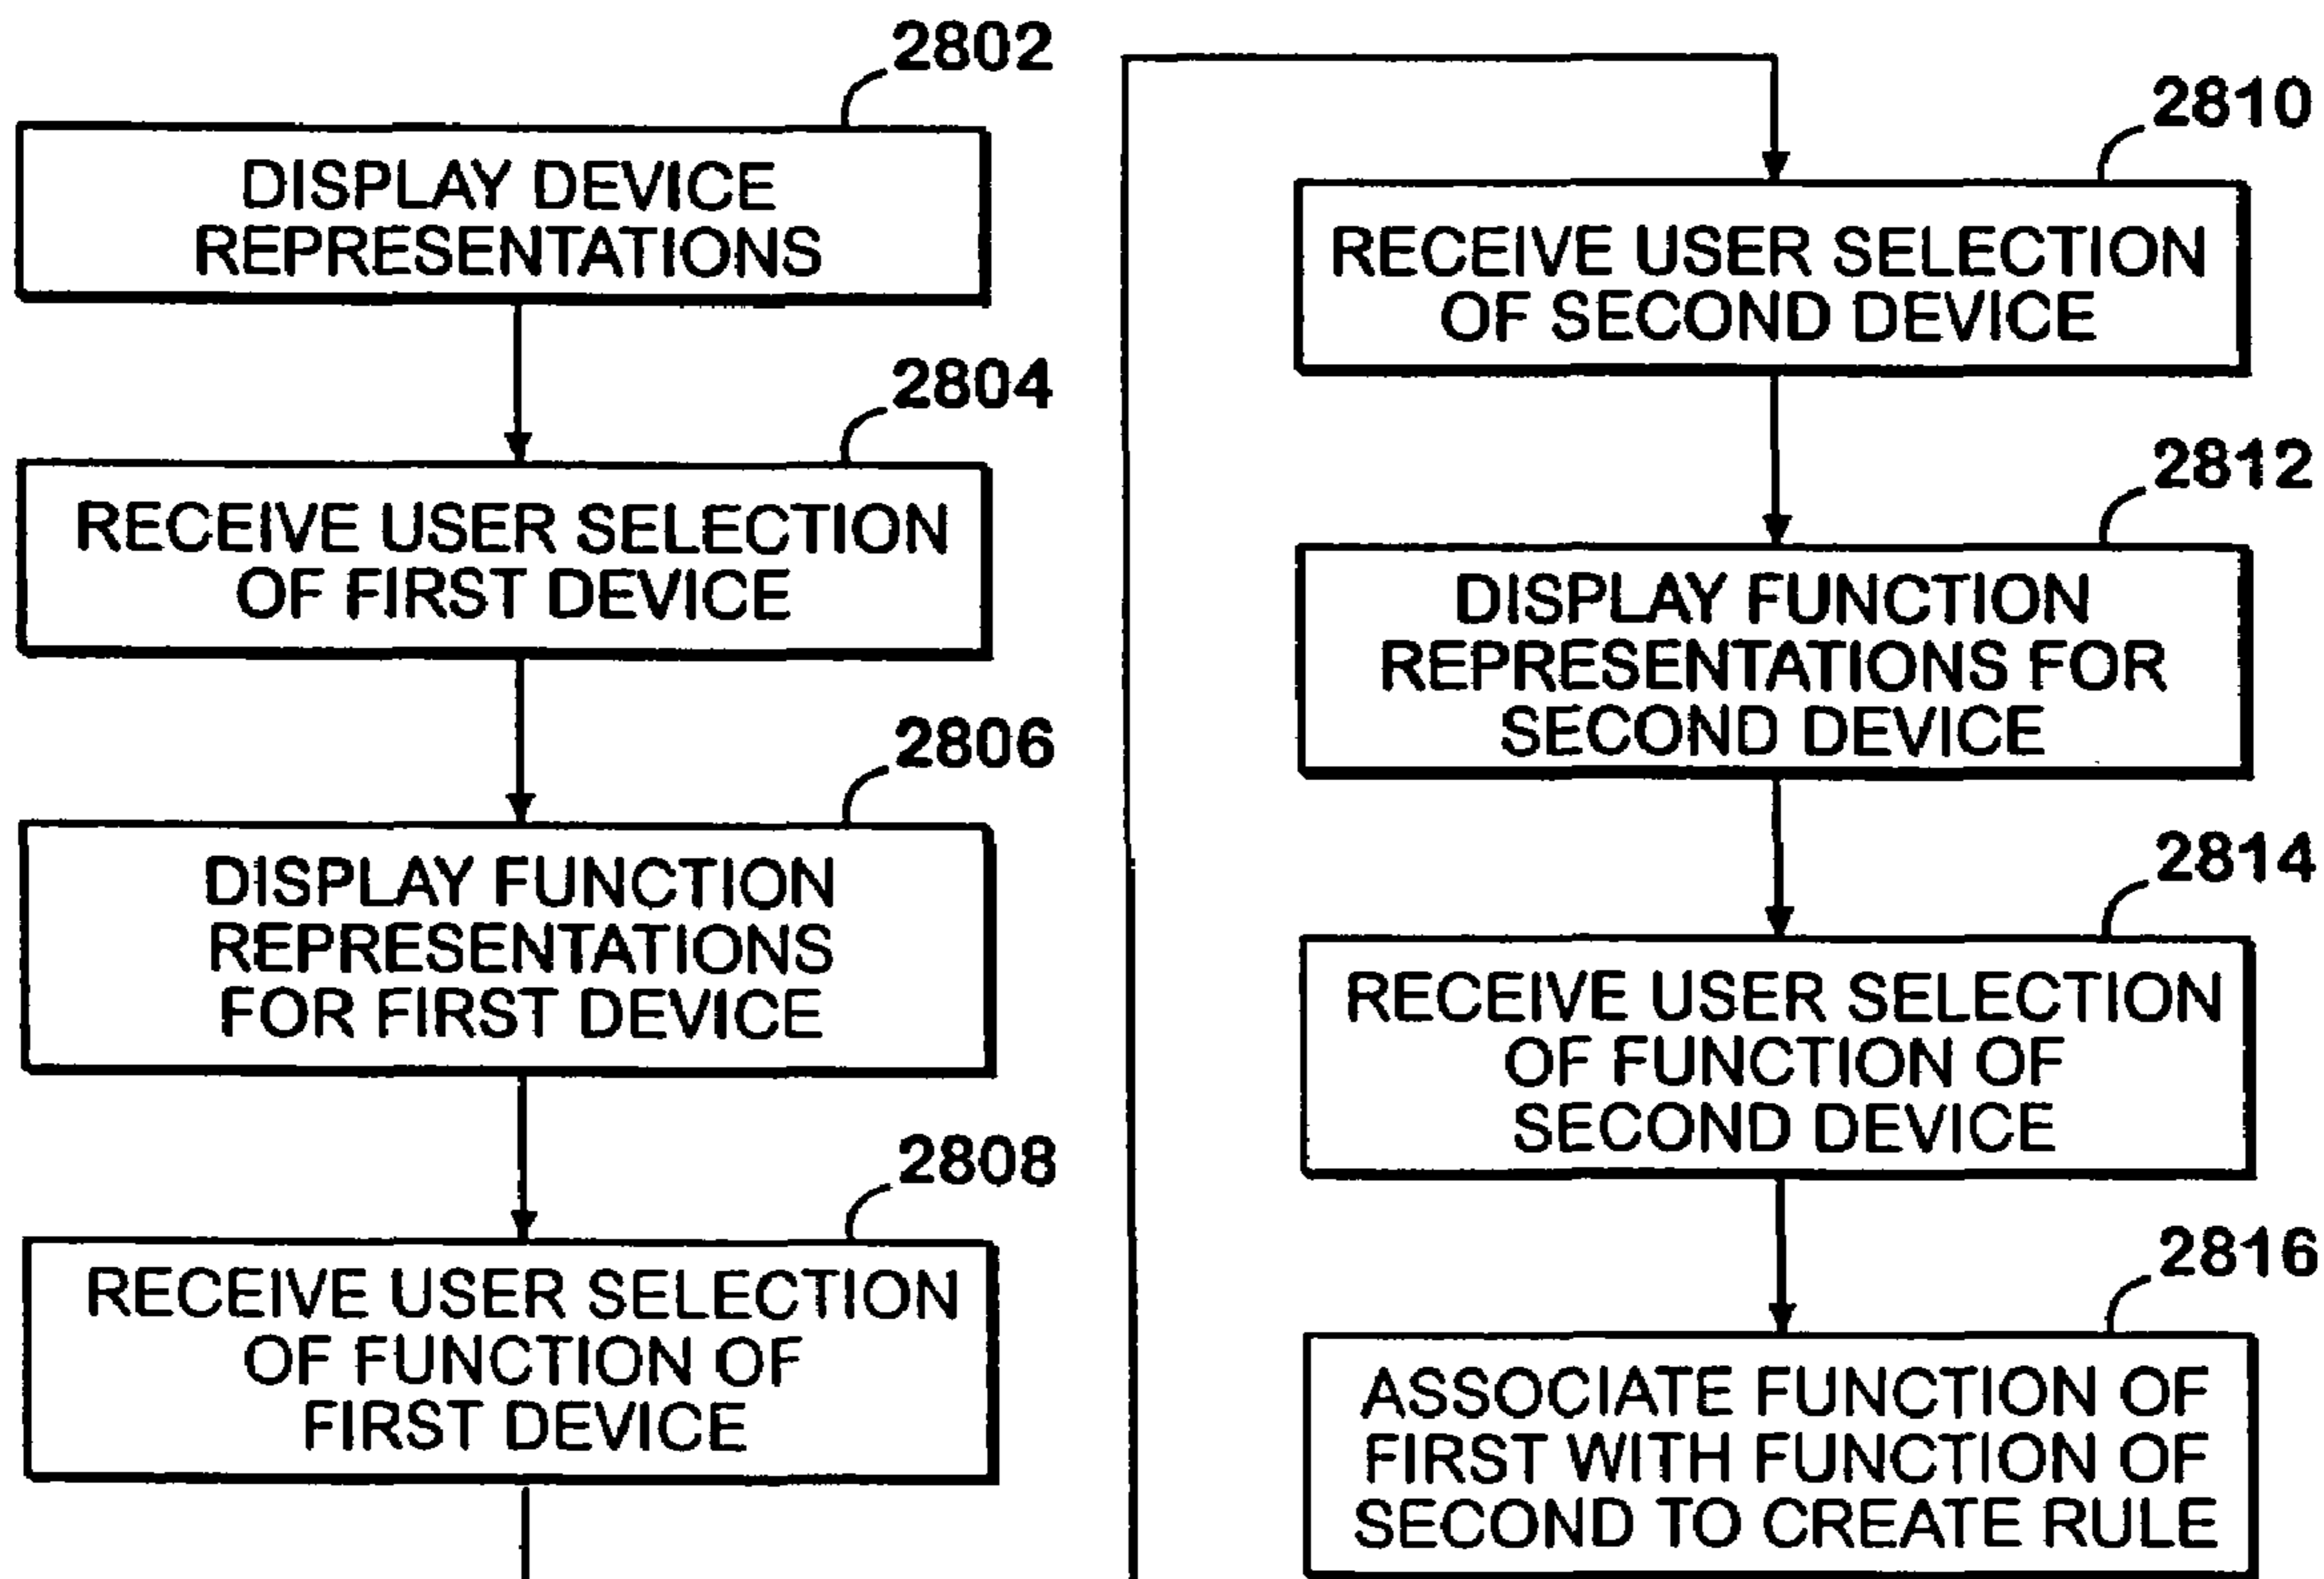 2802
DISPLAY DEVICE
REPRESENTATIONS
2804
RECEIVE USER SELECTION
OF FIRST DEVICE
2806
DISPLAY FUNCTION
REPRESENTATIONS
FOR FIRST DEVICE
2808
RECEIVE USER SELECTION
OF FUNCTION OF
FIRST DEVICE
2810
RECEIVE USER SELECTION
OF SECOND DEVICE
2812
DISPLAY FUNCTION
REPRESENTATIONS FOR
SECOND DEVICE
2814
RECEIVE USER SELECTION
OF FUNCTION OF
SECOND DEVICE
2816
ASSOCIATE FUNCTION OF
FIRST WITH FUNCTION OF
SECOND TO CREATE RULE